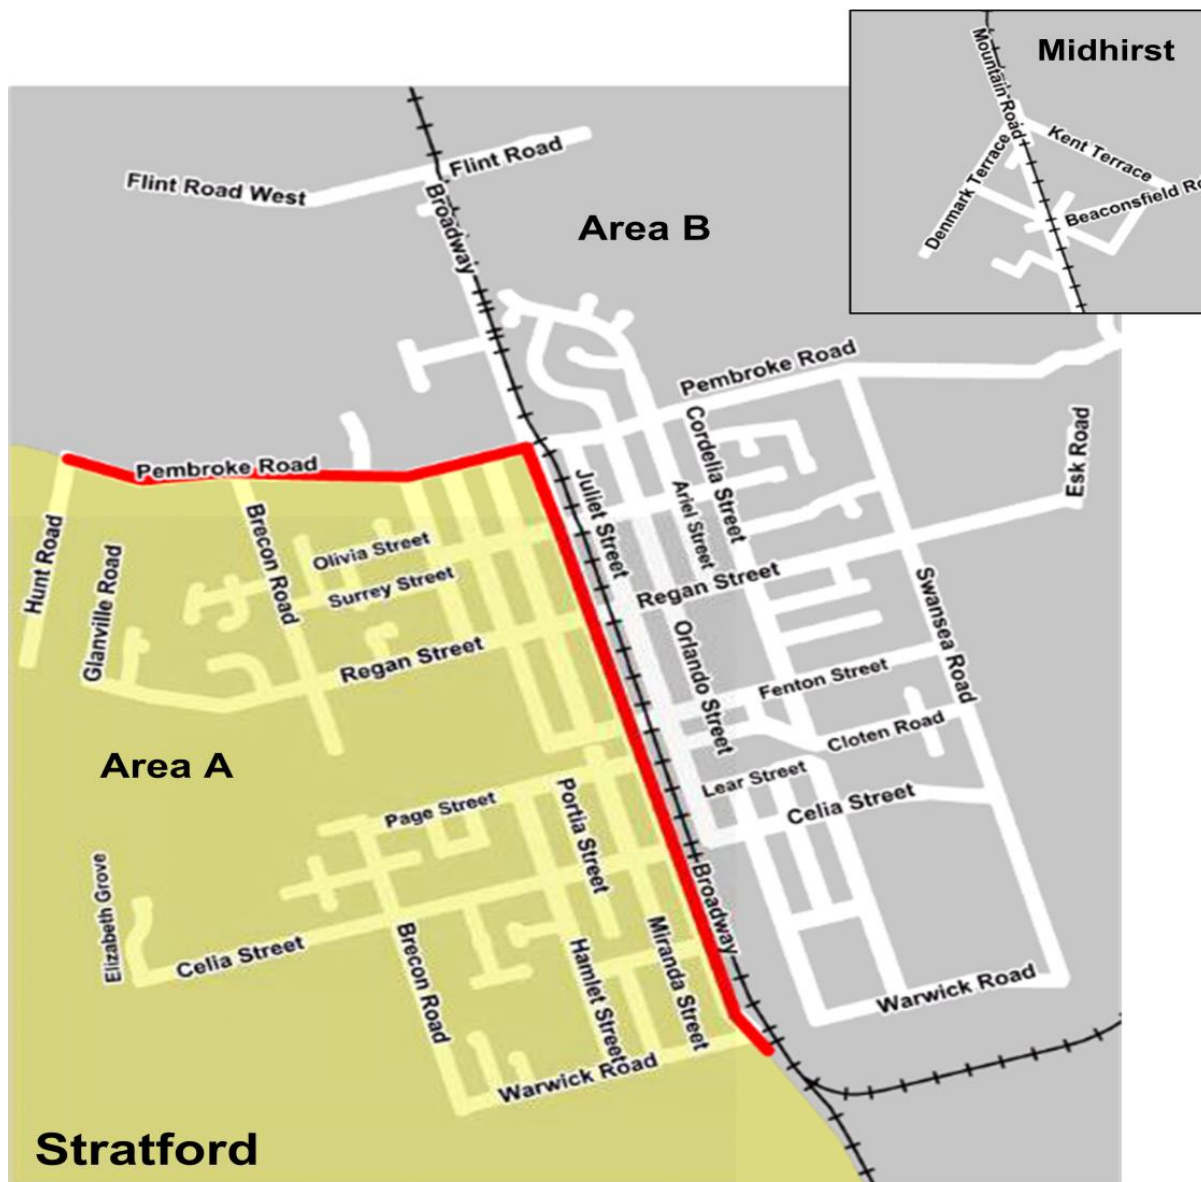 Midhirst
Mountain Road
Kent Terrace
Denmark Terrace
Beaconsfield Ro
Flint Road
Flint Road West
Broadway
Area B
Pembroke Road
Cordelia Street
Esk Road
Pembroke Road
Juliet Street
Ariel Street
Hunt Road
Brecon Road
Olivia Street
Glanville Road
Surrey Street
Regan Street
Swansea Road
Regan Street
Orlando Street
Fenton Street
Cloten Road
Area A
Lear Street
Page Street
Portia Street
Celia Street
Elizabeth Grove
Broadway
Celia Street
Brecon Road
Hamlet Street
Miranda Street
Warwick Road
Warwick Road
Stratford